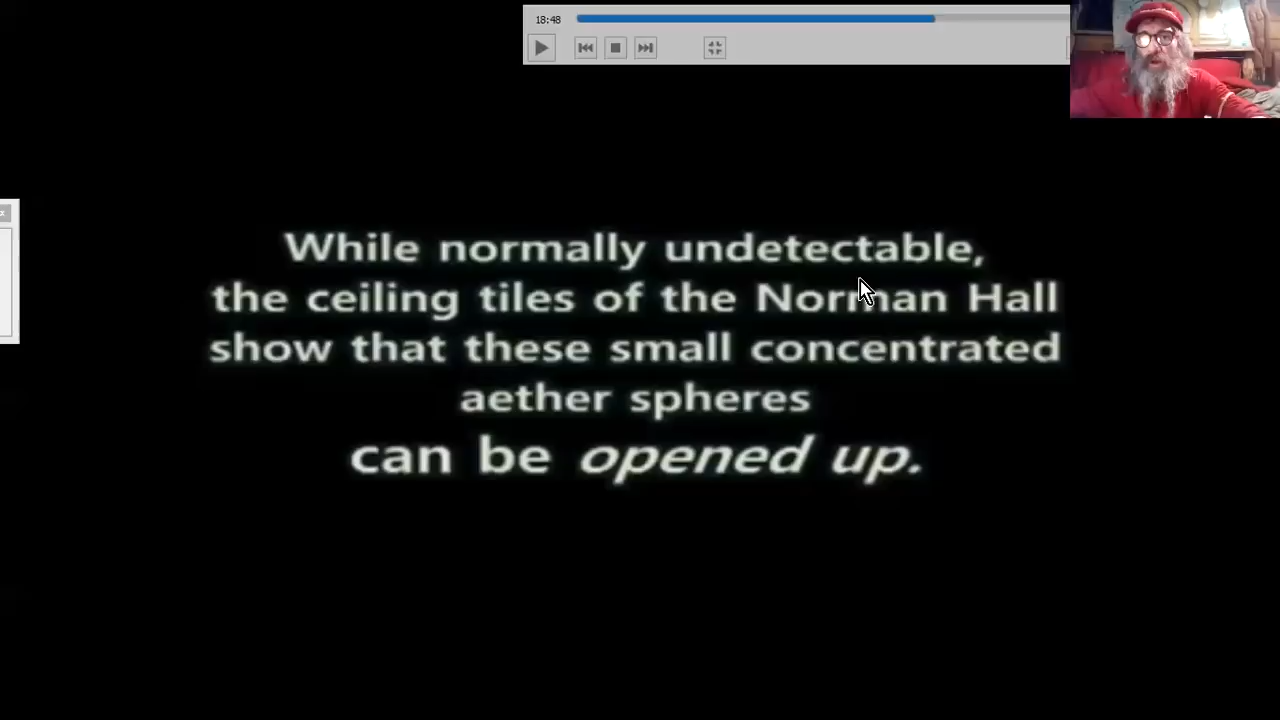 18:48
While normally undetectable,
the ceiling tiles of the Norman Hall
show that these small concentrated
aether spheres
can be opened up.